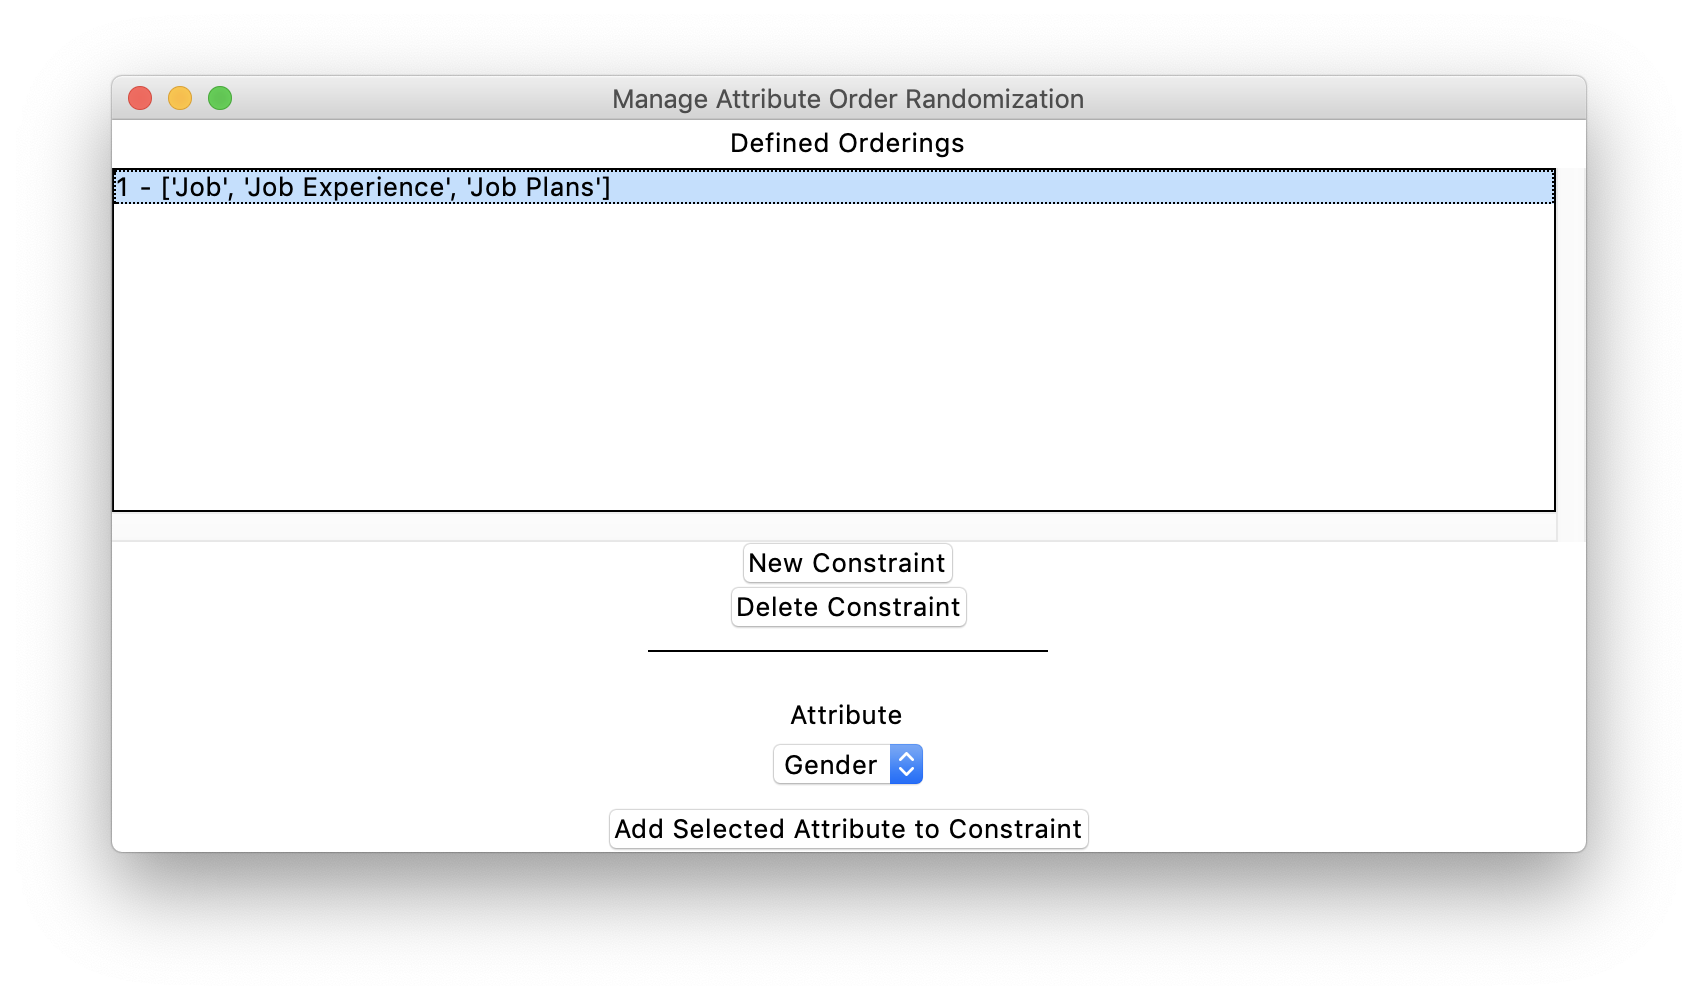 Manage Attribute Order Randomization
Defined Orderings
1 - ['Job', 'Job Experience', 'Job Plans']
New Constraint
Delete Constraint
Attribute
Gender
Add Selected Attribute to Constraint